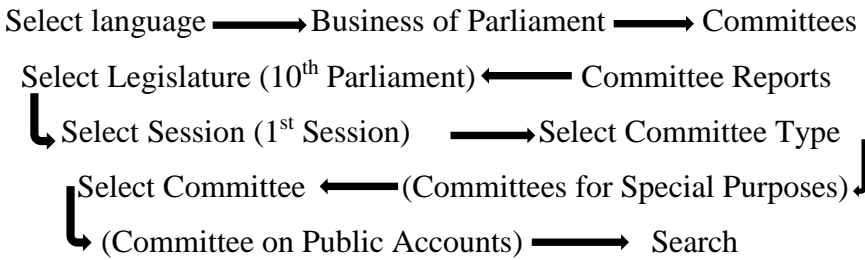 Select language Business of Parliament Committees
Select Legislature (10th Parliament) Committee Reports
Select Session (1st Session) Select Committee Type
Select Committee (Committees for Special Purposes)
(Committee on Public Accounts) Search